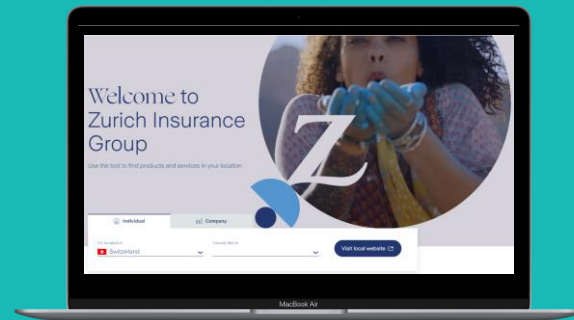 Welcome to
Zurich Insurance
Group
Use the tool to find products and services in your location
Z
Individual
Company
Switzerland
Visit local website
MacBook Air